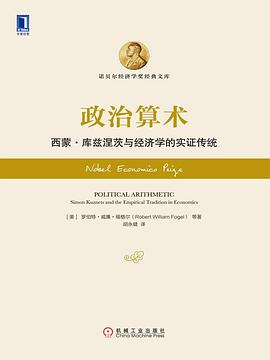 诺贝尔经济学奖经典文库
政治算术
西蒙·库兹涅茨与经济学的实证传统
Nobel Economics Prize
POLITICAL ARITHMETIC
Simon Kuznets and the Empirical Tradition in Economics
[美] 罗伯特·威廉·福格尔(Robert William Fogel) 等著
胡永健 译
机械工业出版社